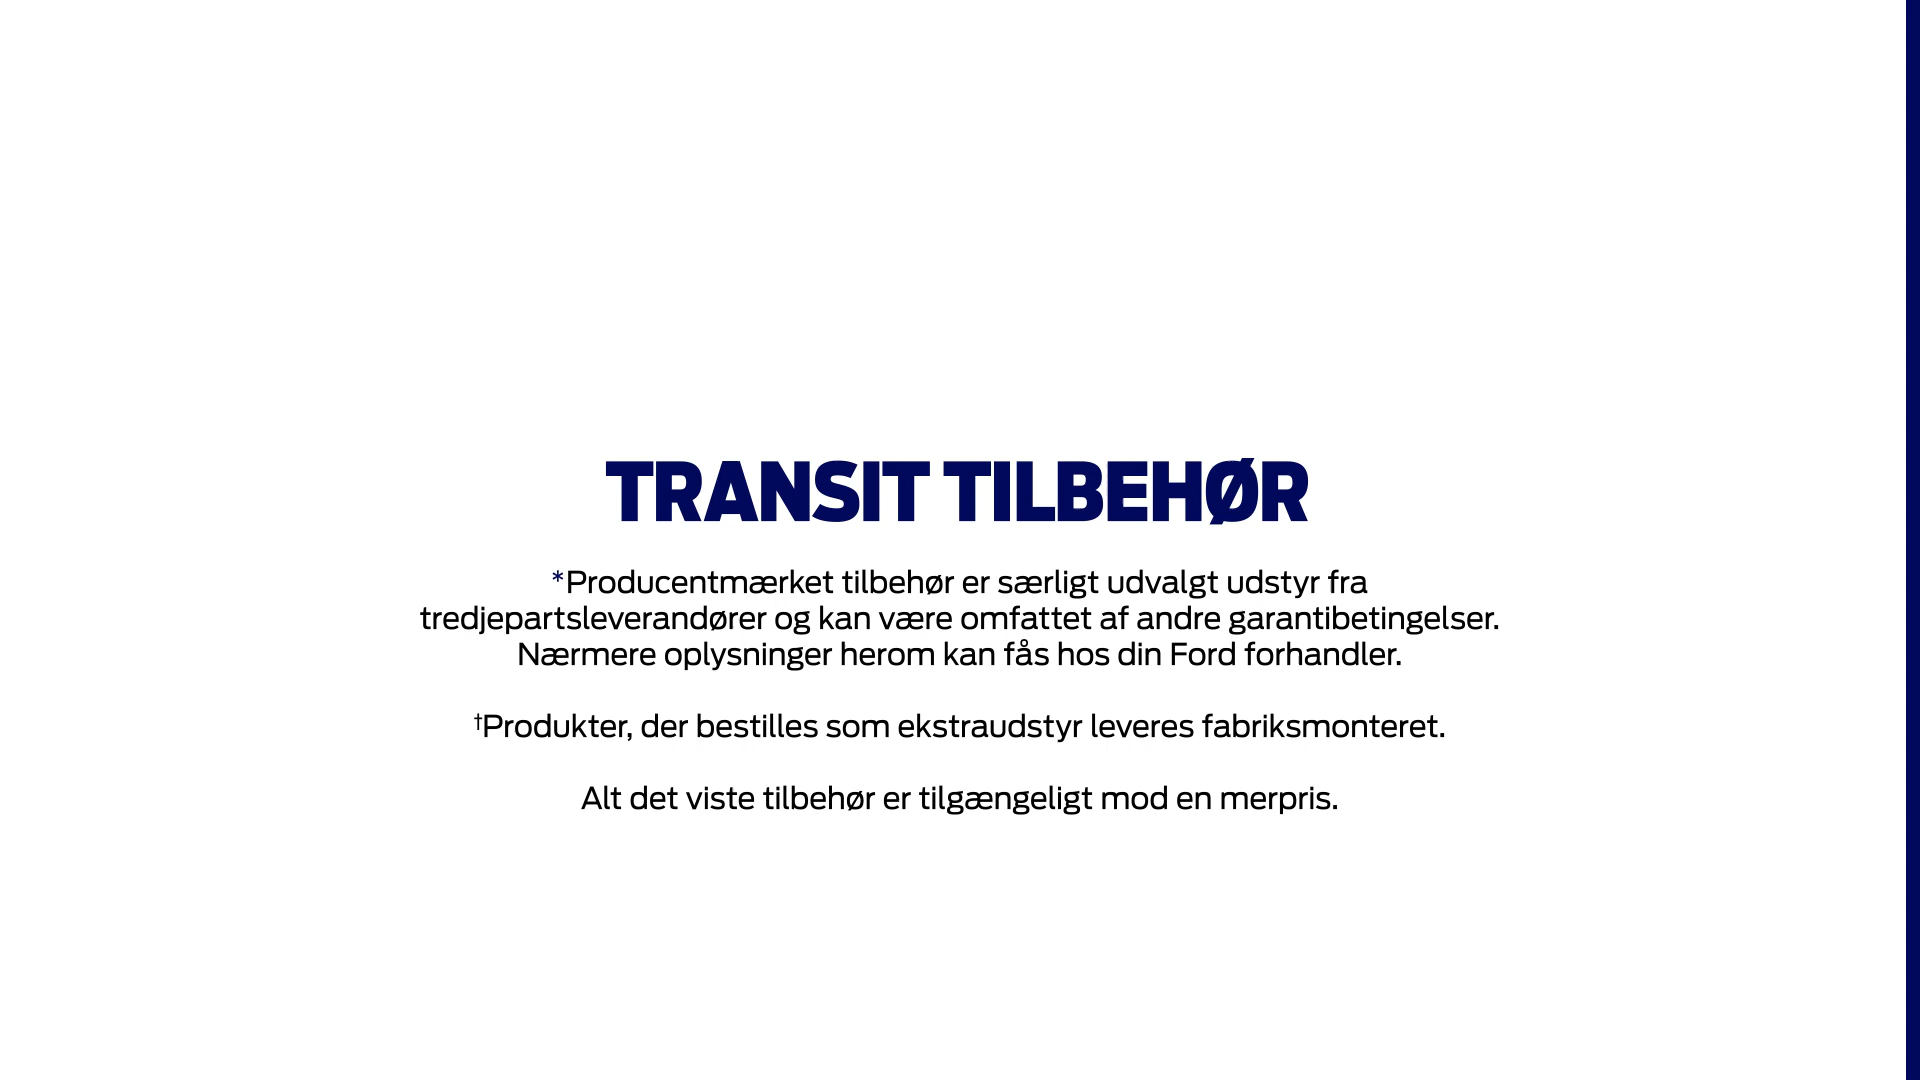 TRANSIT TILBEHØR
*Producentmærket tilbehør er særligt udvalgt udstyr fra
tredjepartsleverandører og kan være omfattet af andre garantibetingelser.
Nærmere oplysninger herom kan fås hos din Ford forhandler.
†Produkter, der bestilles som ekstraudstyr leveres fabriksmonteret.
Alt det viste tilbehør er tilgængeligt mod en merpris.